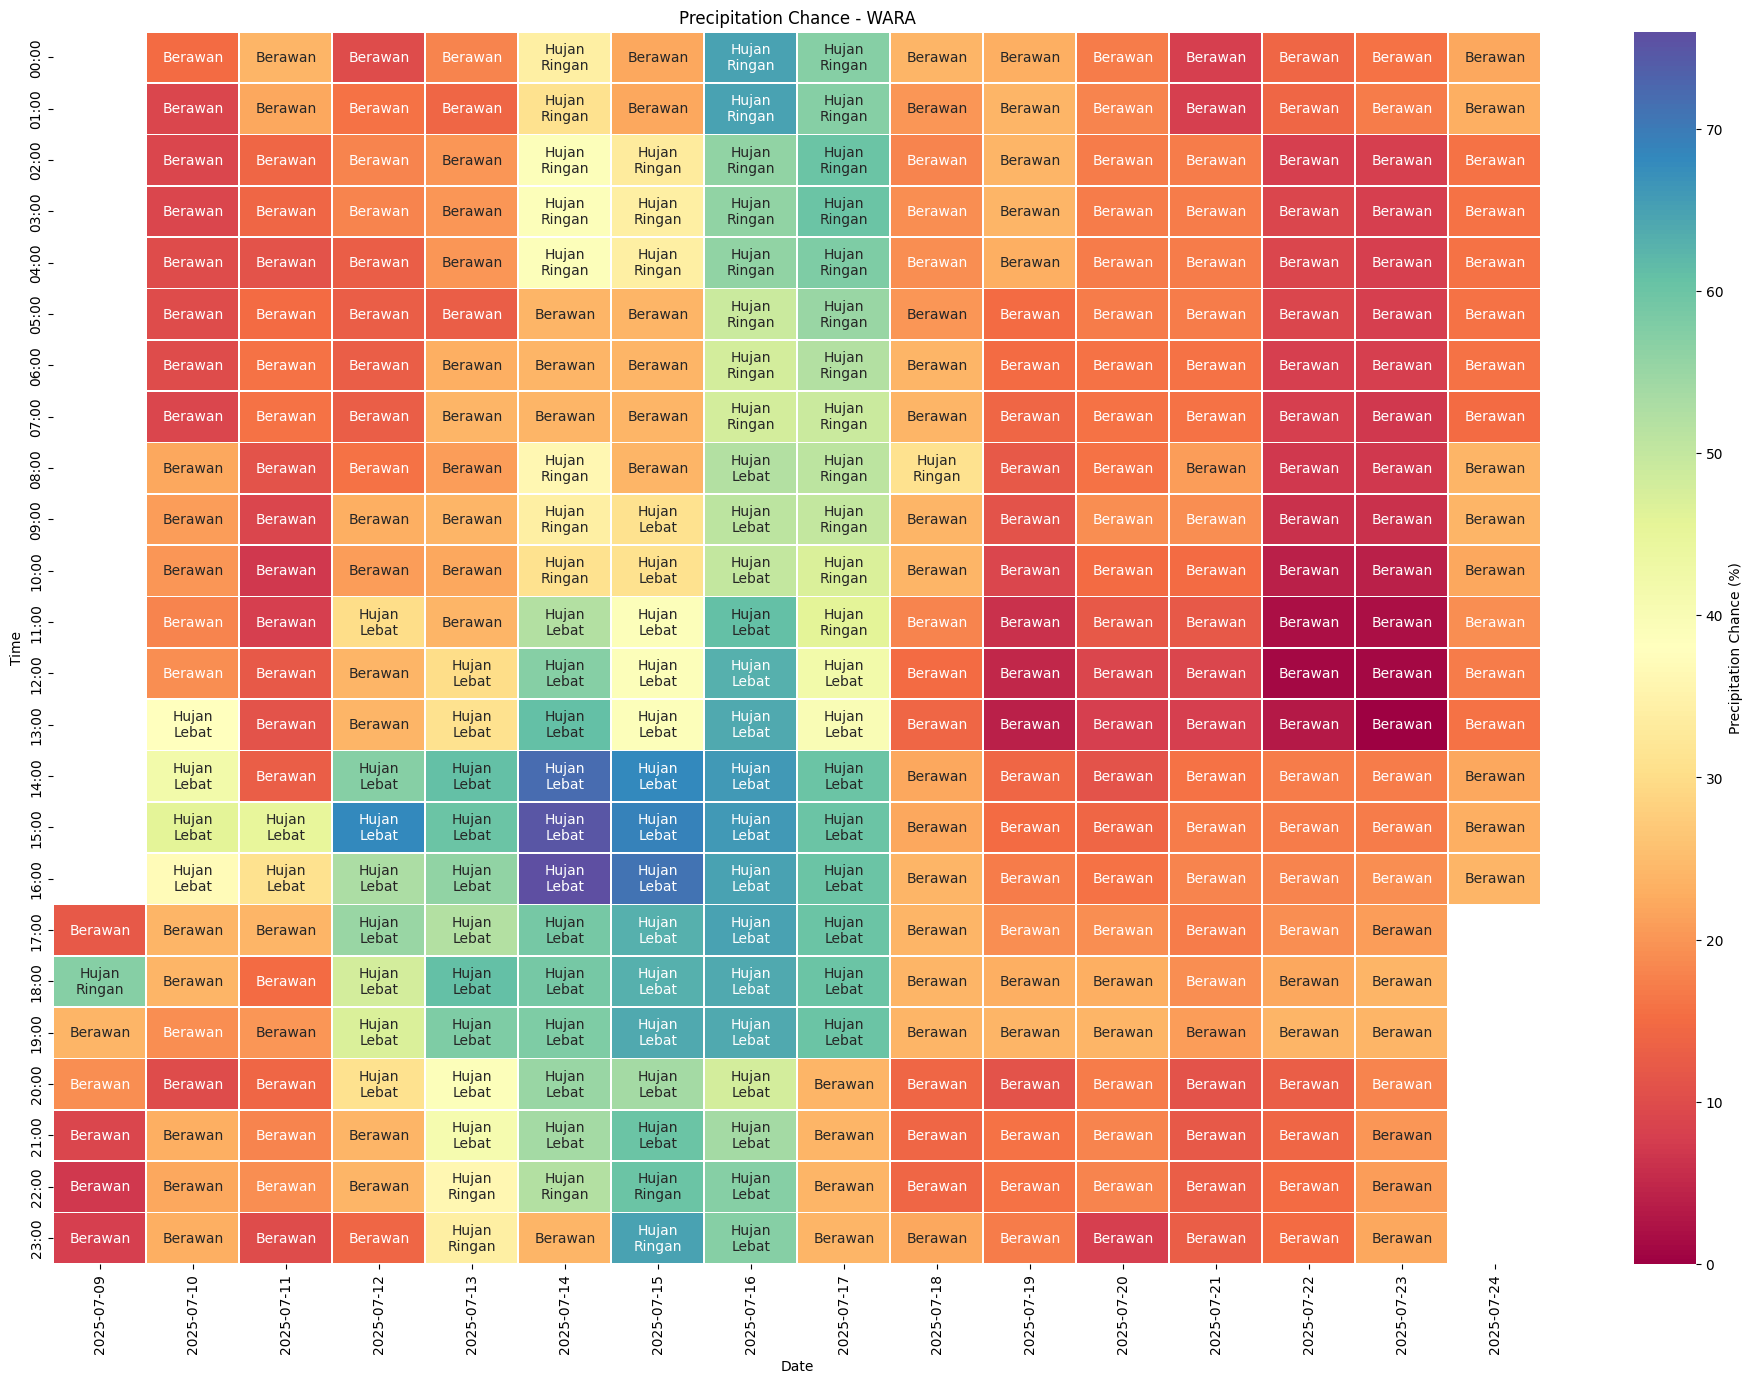 Precipitation Chance - WARA
00:00 Berawan Berawan Berawan Berawan Hujan Ringan Berawan Hujan Ringan Hujan Ringan Berawan Berawan Berawan Berawan Berawan Berawan Berawan
01:00 Berawan Berawan Berawan Berawan Hujan Ringan Berawan Hujan Ringan Hujan Ringan Berawan Berawan Berawan Berawan Berawan Berawan Berawan
02:00 Berawan Berawan Berawan Berawan Hujan Ringan Hujan Ringan Hujan Ringan Hujan Ringan Berawan Berawan Berawan Berawan Berawan Berawan Berawan
03:00 Berawan Berawan Berawan Berawan Hujan Ringan Hujan Ringan Hujan Ringan Hujan Ringan Berawan Berawan Berawan Berawan Berawan Berawan Berawan
04:00 Berawan Berawan Berawan Berawan Hujan Ringan Hujan Ringan Hujan Ringan Hujan Ringan Berawan Berawan Berawan Berawan Berawan Berawan Berawan
05:00 Berawan Berawan Berawan Berawan Berawan Berawan Hujan Ringan Hujan Ringan Berawan Berawan Berawan Berawan Berawan Berawan Berawan
06:00 Berawan Berawan Berawan Berawan Berawan Berawan Hujan Ringan Hujan Ringan Berawan Berawan Berawan Berawan Berawan Berawan Berawan
07:00 Berawan Berawan Berawan Berawan Berawan Berawan Hujan Ringan Hujan Ringan Berawan Berawan Berawan Berawan Berawan Berawan Berawan
08:00 Berawan Berawan Berawan Berawan Hujan Ringan Berawan Hujan Lebat Hujan Ringan Hujan Ringan Berawan Berawan Berawan Berawan Berawan Berawan
09:00 Berawan Berawan Berawan Berawan Hujan Ringan Hujan Lebat Hujan Lebat Hujan Ringan Berawan Berawan Berawan Berawan Berawan Berawan Berawan
10:00 Berawan Berawan Berawan Berawan Hujan Ringan Hujan Lebat Hujan Lebat Hujan Ringan Berawan Berawan Berawan Berawan Berawan Berawan Berawan
11:00 Berawan Berawan Hujan Lebat Berawan Hujan Lebat Hujan Lebat Hujan Lebat Hujan Ringan Berawan Berawan Berawan Berawan Berawan Berawan Berawan
12:00 Berawan Berawan Berawan Hujan Lebat Hujan Lebat Hujan Lebat Hujan Lebat Hujan Lebat Berawan Berawan Berawan Berawan Berawan Berawan Berawan
13:00 Hujan Lebat Berawan Berawan Hujan Lebat Hujan Lebat Hujan Lebat Hujan Lebat Hujan Lebat Berawan Berawan Berawan Berawan Berawan Berawan Berawan
14:00 Hujan Lebat Berawan Hujan Lebat Hujan Lebat Hujan Lebat Hujan Lebat Hujan Lebat Hujan Lebat Berawan Berawan Berawan Berawan Berawan Berawan Berawan
15:00 Hujan Lebat Hujan Lebat Hujan Lebat Hujan Lebat Hujan Lebat Hujan Lebat Hujan Lebat Hujan Lebat Berawan Berawan Berawan Berawan Berawan Berawan Berawan
16:00 Hujan Lebat Hujan Lebat Hujan Lebat Hujan Lebat Hujan Lebat Hujan Lebat Hujan Lebat Hujan Lebat Berawan Berawan Berawan Berawan Berawan Berawan Berawan
17:00 Berawan Berawan Berawan Hujan Lebat Hujan Lebat Hujan Lebat Hujan Lebat Hujan Lebat Hujan Lebat Berawan Berawan Berawan Berawan Berawan Berawan
18:00 Hujan Ringan Berawan Berawan Hujan Lebat Hujan Lebat Hujan Lebat Hujan Lebat Hujan Lebat Hujan Lebat Berawan Berawan Berawan Berawan Berawan Berawan
19:00 Berawan Berawan Berawan Hujan Lebat Hujan Lebat Hujan Lebat Hujan Lebat Hujan Lebat Hujan Lebat Berawan Berawan Berawan Berawan Berawan Berawan
20:00 Berawan Berawan Berawan Hujan Lebat Hujan Lebat Hujan Lebat Hujan Lebat Hujan Lebat Berawan Berawan Berawan Berawan Berawan Berawan Berawan
21:00 Berawan Berawan Berawan Berawan Hujan Lebat Hujan Lebat Hujan Lebat Hujan Lebat Berawan Berawan Berawan Berawan Berawan Berawan Berawan
22:00 Berawan Berawan Berawan Berawan Hujan Ringan Hujan Ringan Hujan Ringan Hujan Lebat Berawan Berawan Berawan Berawan Berawan Berawan Berawan
23:00 Berawan Berawan Berawan Berawan Hujan Ringan Berawan Hujan Ringan Hujan Lebat Berawan Berawan Berawan Berawan Berawan Berawan Berawan
Time
2025-07-09 2025-07-10 2025-07-11 2025-07-12 2025-07-13 2025-07-14 2025-07-15 2025-07-16 2025-07-17 2025-07-18 2025-07-19 2025-07-20 2025-07-21 2025-07-22 2025-07-23 2025-07-24
Date
70
60
50
40
30
20
10
0
Precipitation Chance (%)